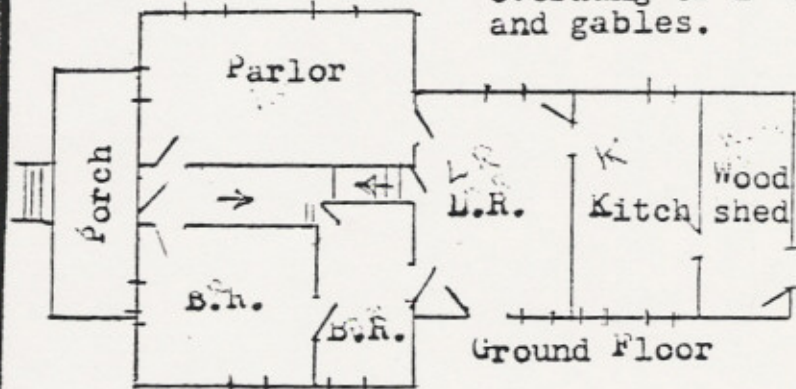 and gables.
Parlor
Porch
D.R.
K.
Kitch
Wood
shed
B.R.
B.R.
Ground Floor